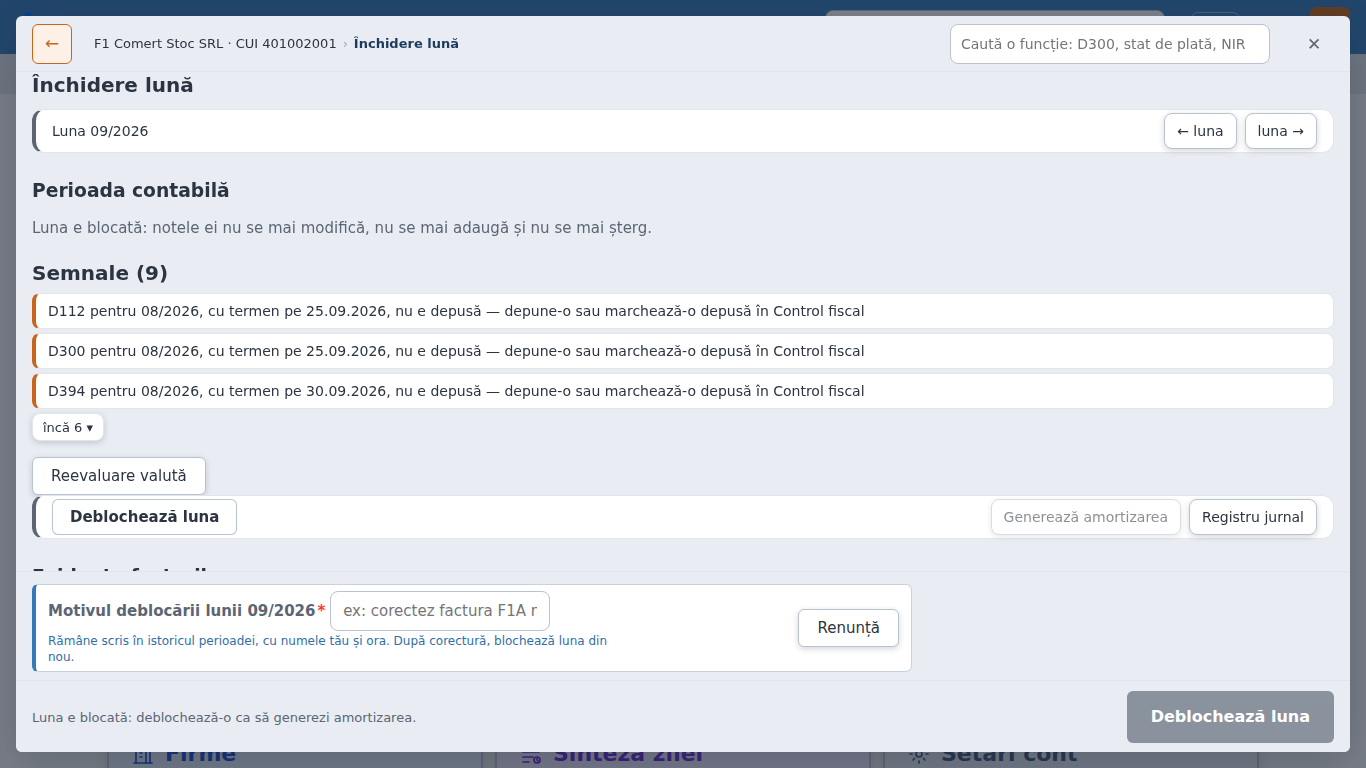 ←
F1 Comert Stoc SRL · CUI 401002001 › Închidere lună
Caută o funcție: D300, stat de plată, NIR
✕
Închidere lună
Luna 09/2026
← luna
luna →
Perioada contabilă
Luna e blocată: notele ei nu se mai modifică, nu se mai adaugă și nu se mai șterg.
Semnale (9)
D112 pentru 08/2026, cu termen pe 25.09.2026, nu e depusă — depune-o sau marchează-o depusă în Control fiscal
D300 pentru 08/2026, cu termen pe 25.09.2026, nu e depusă — depune-o sau marchează-o depusă în Control fiscal
D394 pentru 08/2026, cu termen pe 30.09.2026, nu e depusă — depune-o sau marchează-o depusă în Control fiscal
încă 6 ▾
Reevaluare valută
Deblochează luna
Generează amortizarea
Registru jurnal
Motivul deblocării lunii 09/2026*
ex: corectez factura F1A r
Rămâne scris în istoricul perioadei, cu numele tău și ora. După corectură, blochează luna din
nou.
Renunță
Luna e blocată: deblochează-o ca să generezi amortizarea.
Deblochează luna
Firme
Sinteza zilei
Setări cont